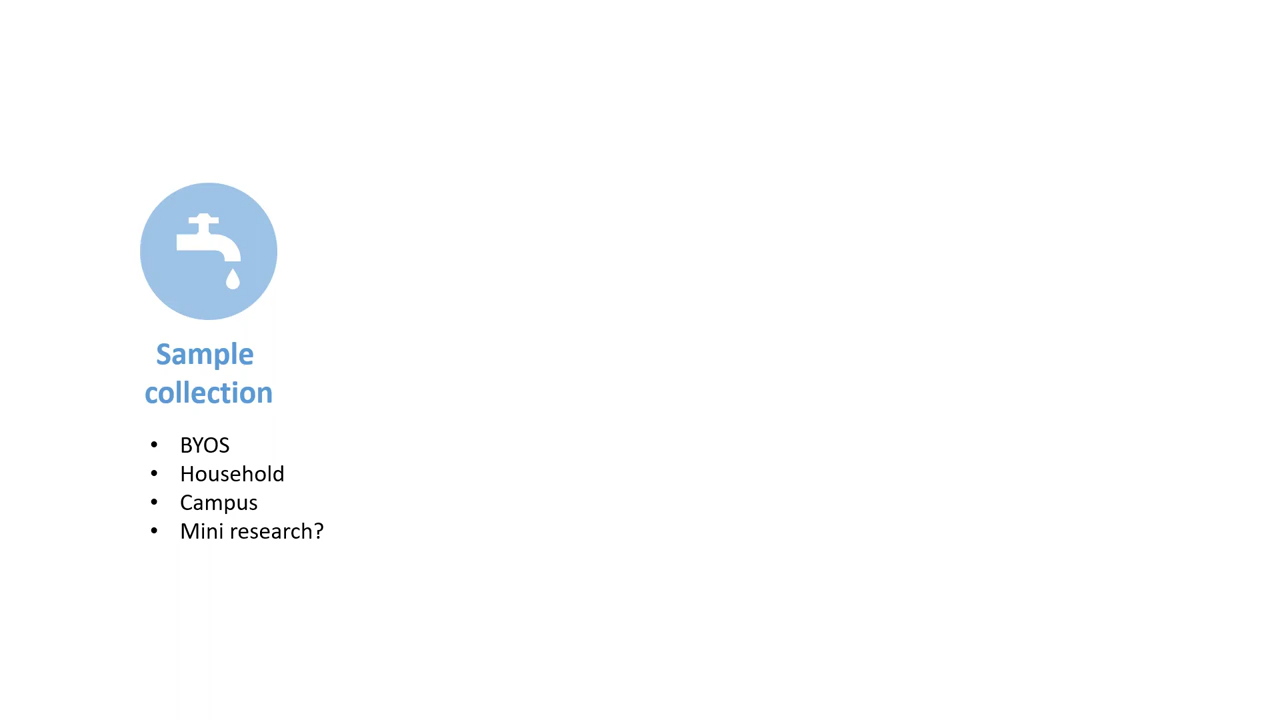 Sample
collection
• BYOS
• Household
• Campus
• Mini research?